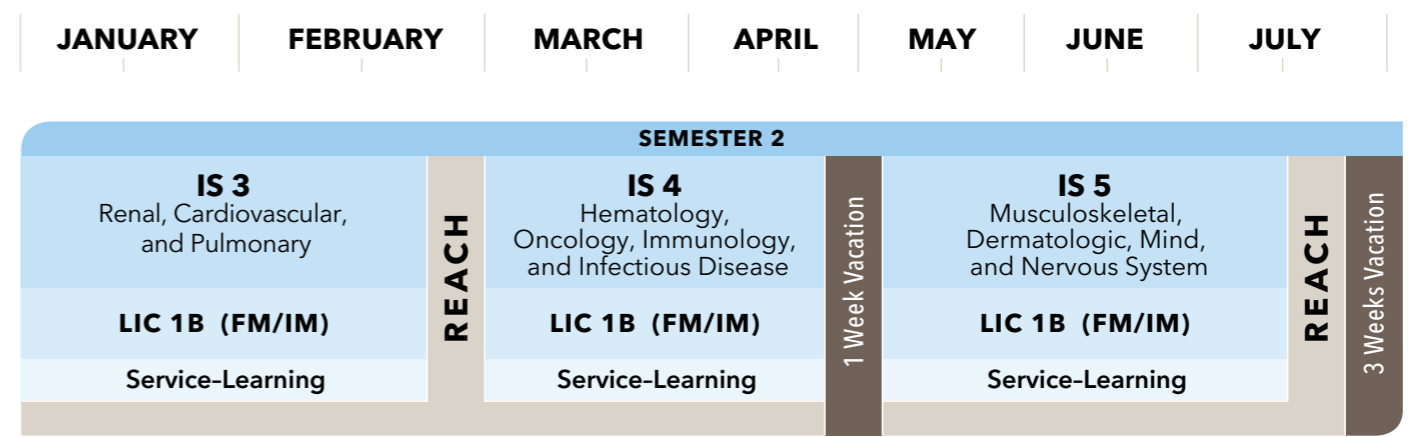 JANUARY FEBRUARY MARCH APRIL MAY JUNE JULY
SEMESTER 2
IS 3
Renal, Cardiovascular,
and Pulmonary
LIC 1B (FM/IM)
Service–Learning
REACH
IS 4
Hematology,
Oncology, Immunology,
and Infectious Disease
LIC 1B (FM/IM)
Service–Learning
1 Week Vacation
IS 5
Musculoskeletal,
Dermatologic, Mind,
and Nervous System
LIC 1B (FM/IM)
Service–Learning
REACH
3 Weeks Vacation